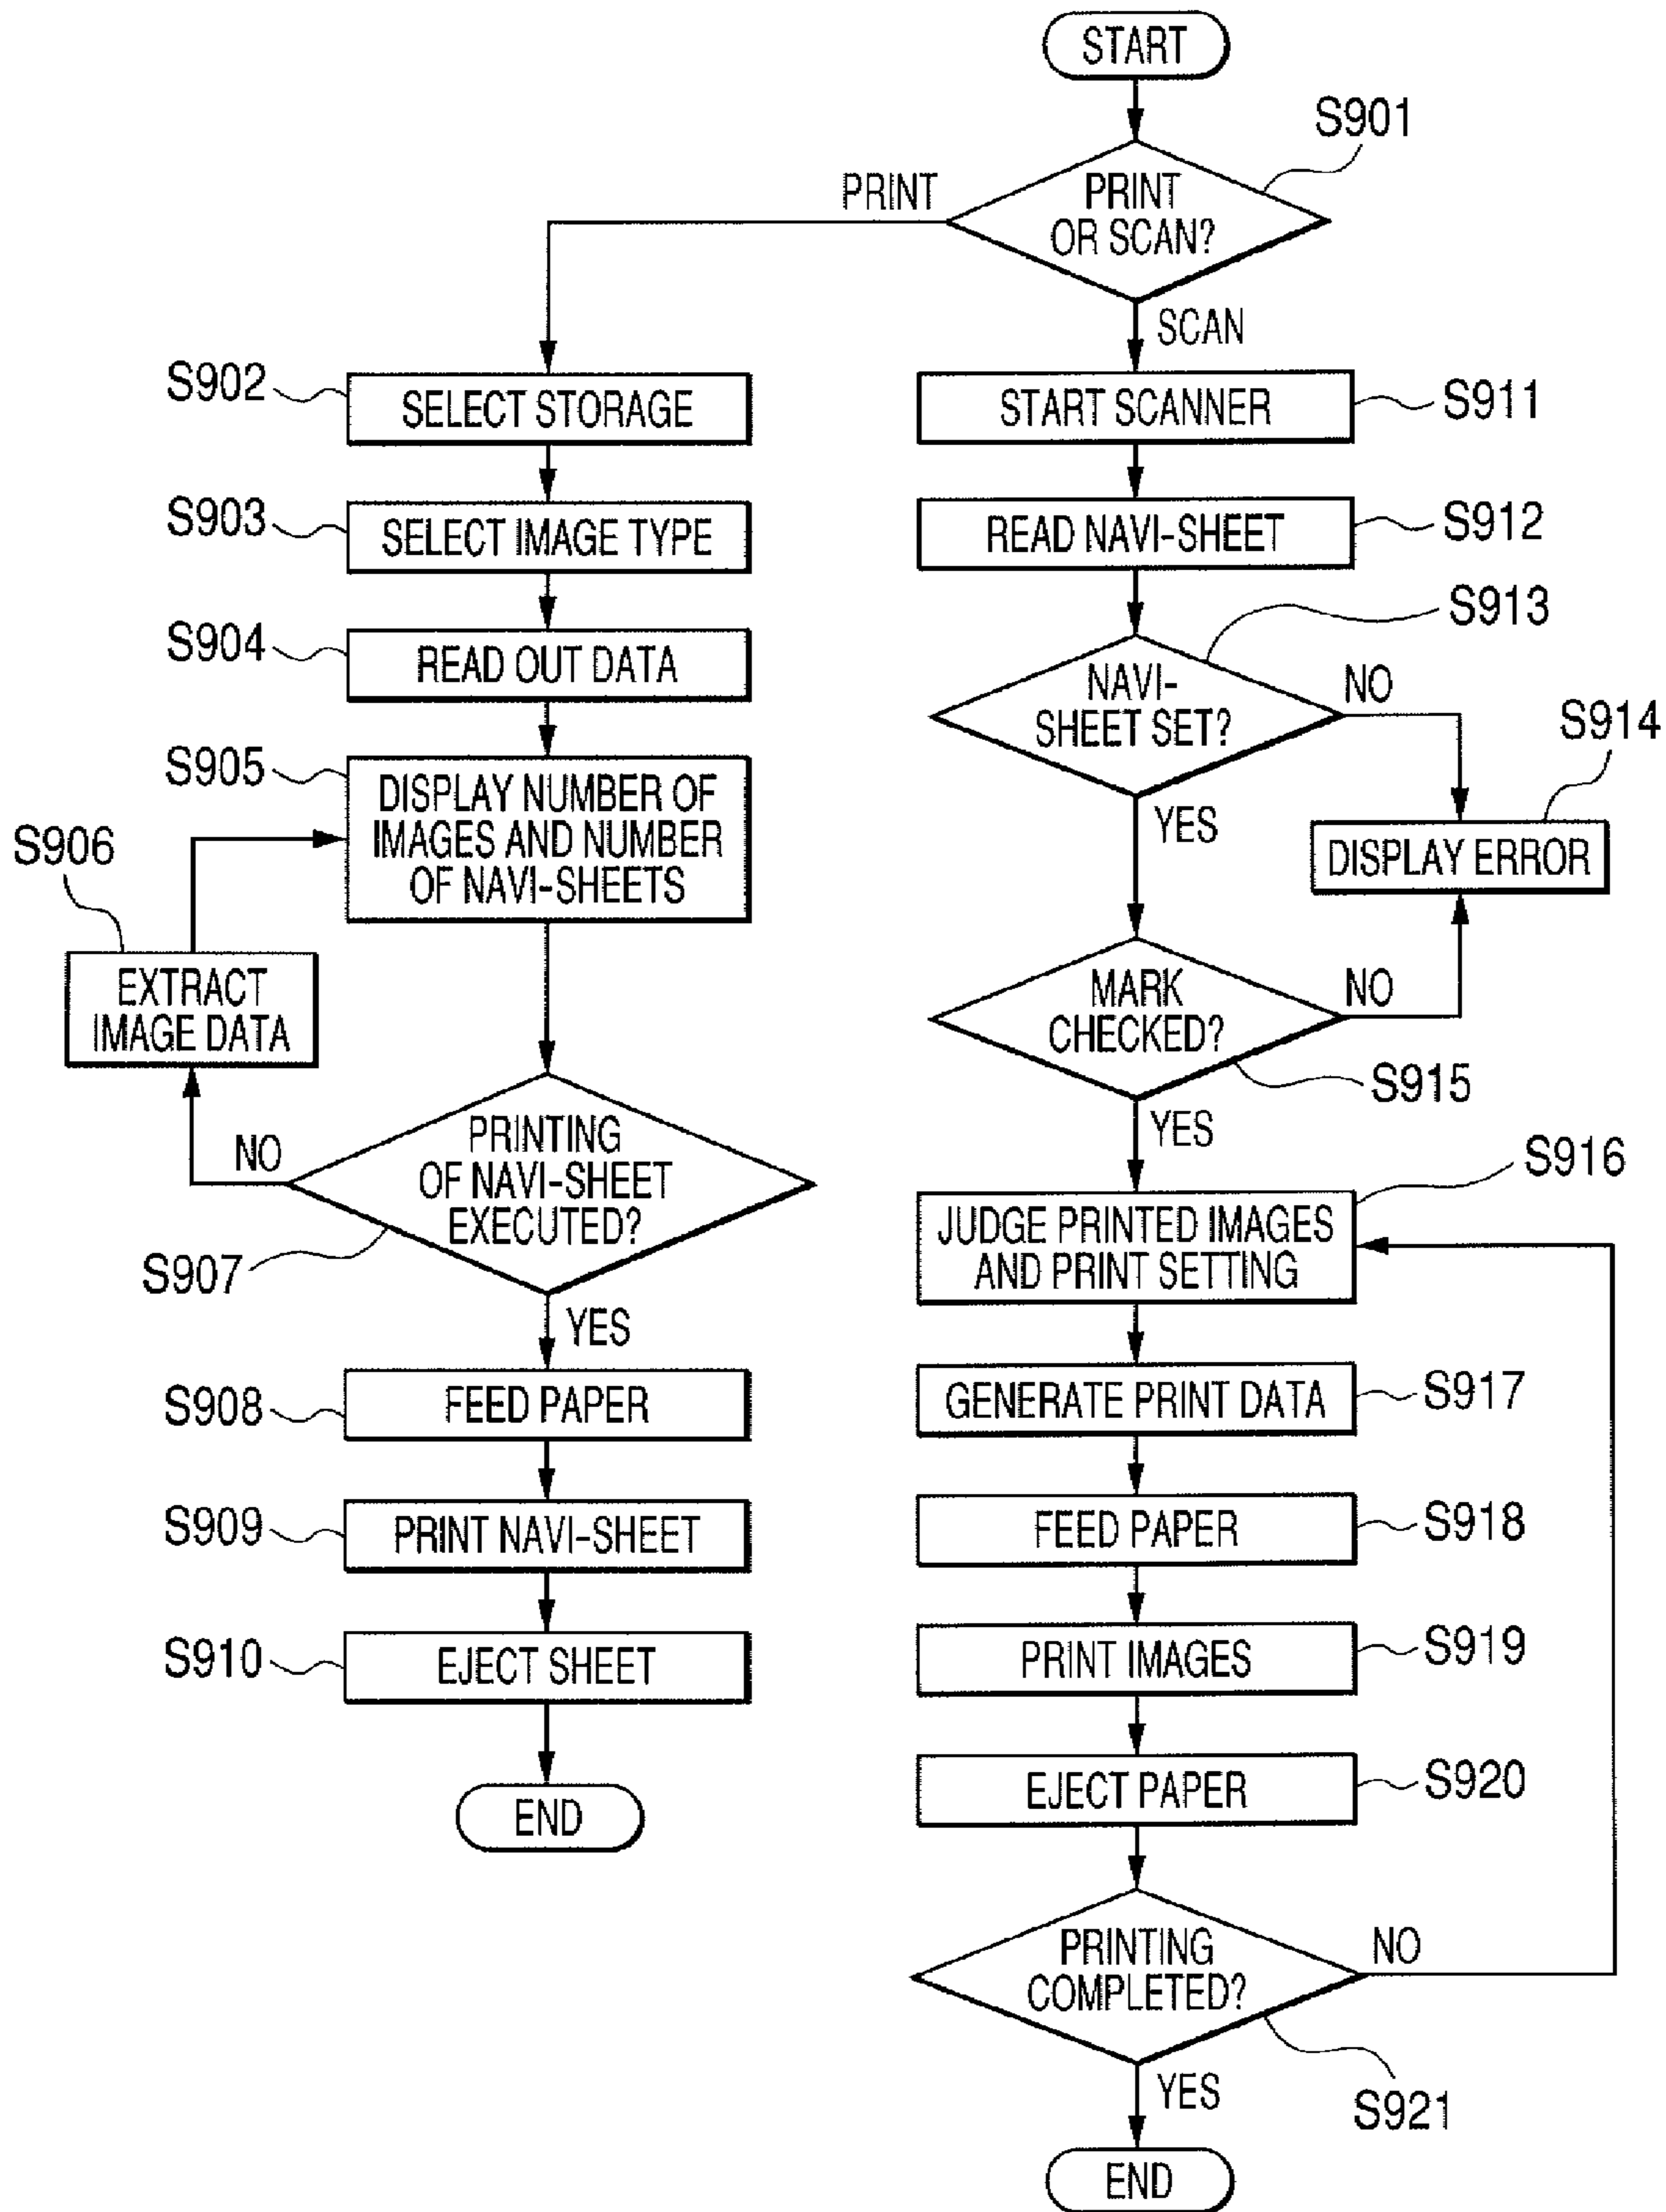 START
S901
PRINT
PRINT
OR SCAN?
SCAN
S902
SELECT STORAGE
S903
SELECT IMAGE TYPE
S904
READ OUT DATA
S905
DISPLAY NUMBER OF
IMAGES AND NUMBER
OF NAVI-SHEETS
S906
EXTRACT
IMAGE DATA
NO
PRINTING
OF NAVI-SHEET
EXECUTED?
S907
YES
S908
FEED PAPER
S909
PRINT NAVI-SHEET
S910
EJECT SHEET
END
START SCANNER
S911
READ NAVI-SHEET
S912
S913
NAVI-
SHEET SET?
NO
S914
YES
DISPLAY ERROR
MARK
CHECKED?
NO
S915
YES
S916
JUDGE PRINTED IMAGES
AND PRINT SETTING
GENERATE PRINT DATA
S917
FEED PAPER
S918
PRINT IMAGES
S919
EJECT PAPER
S920
PRINTING
COMPLETED?
NO
YES
S921
END